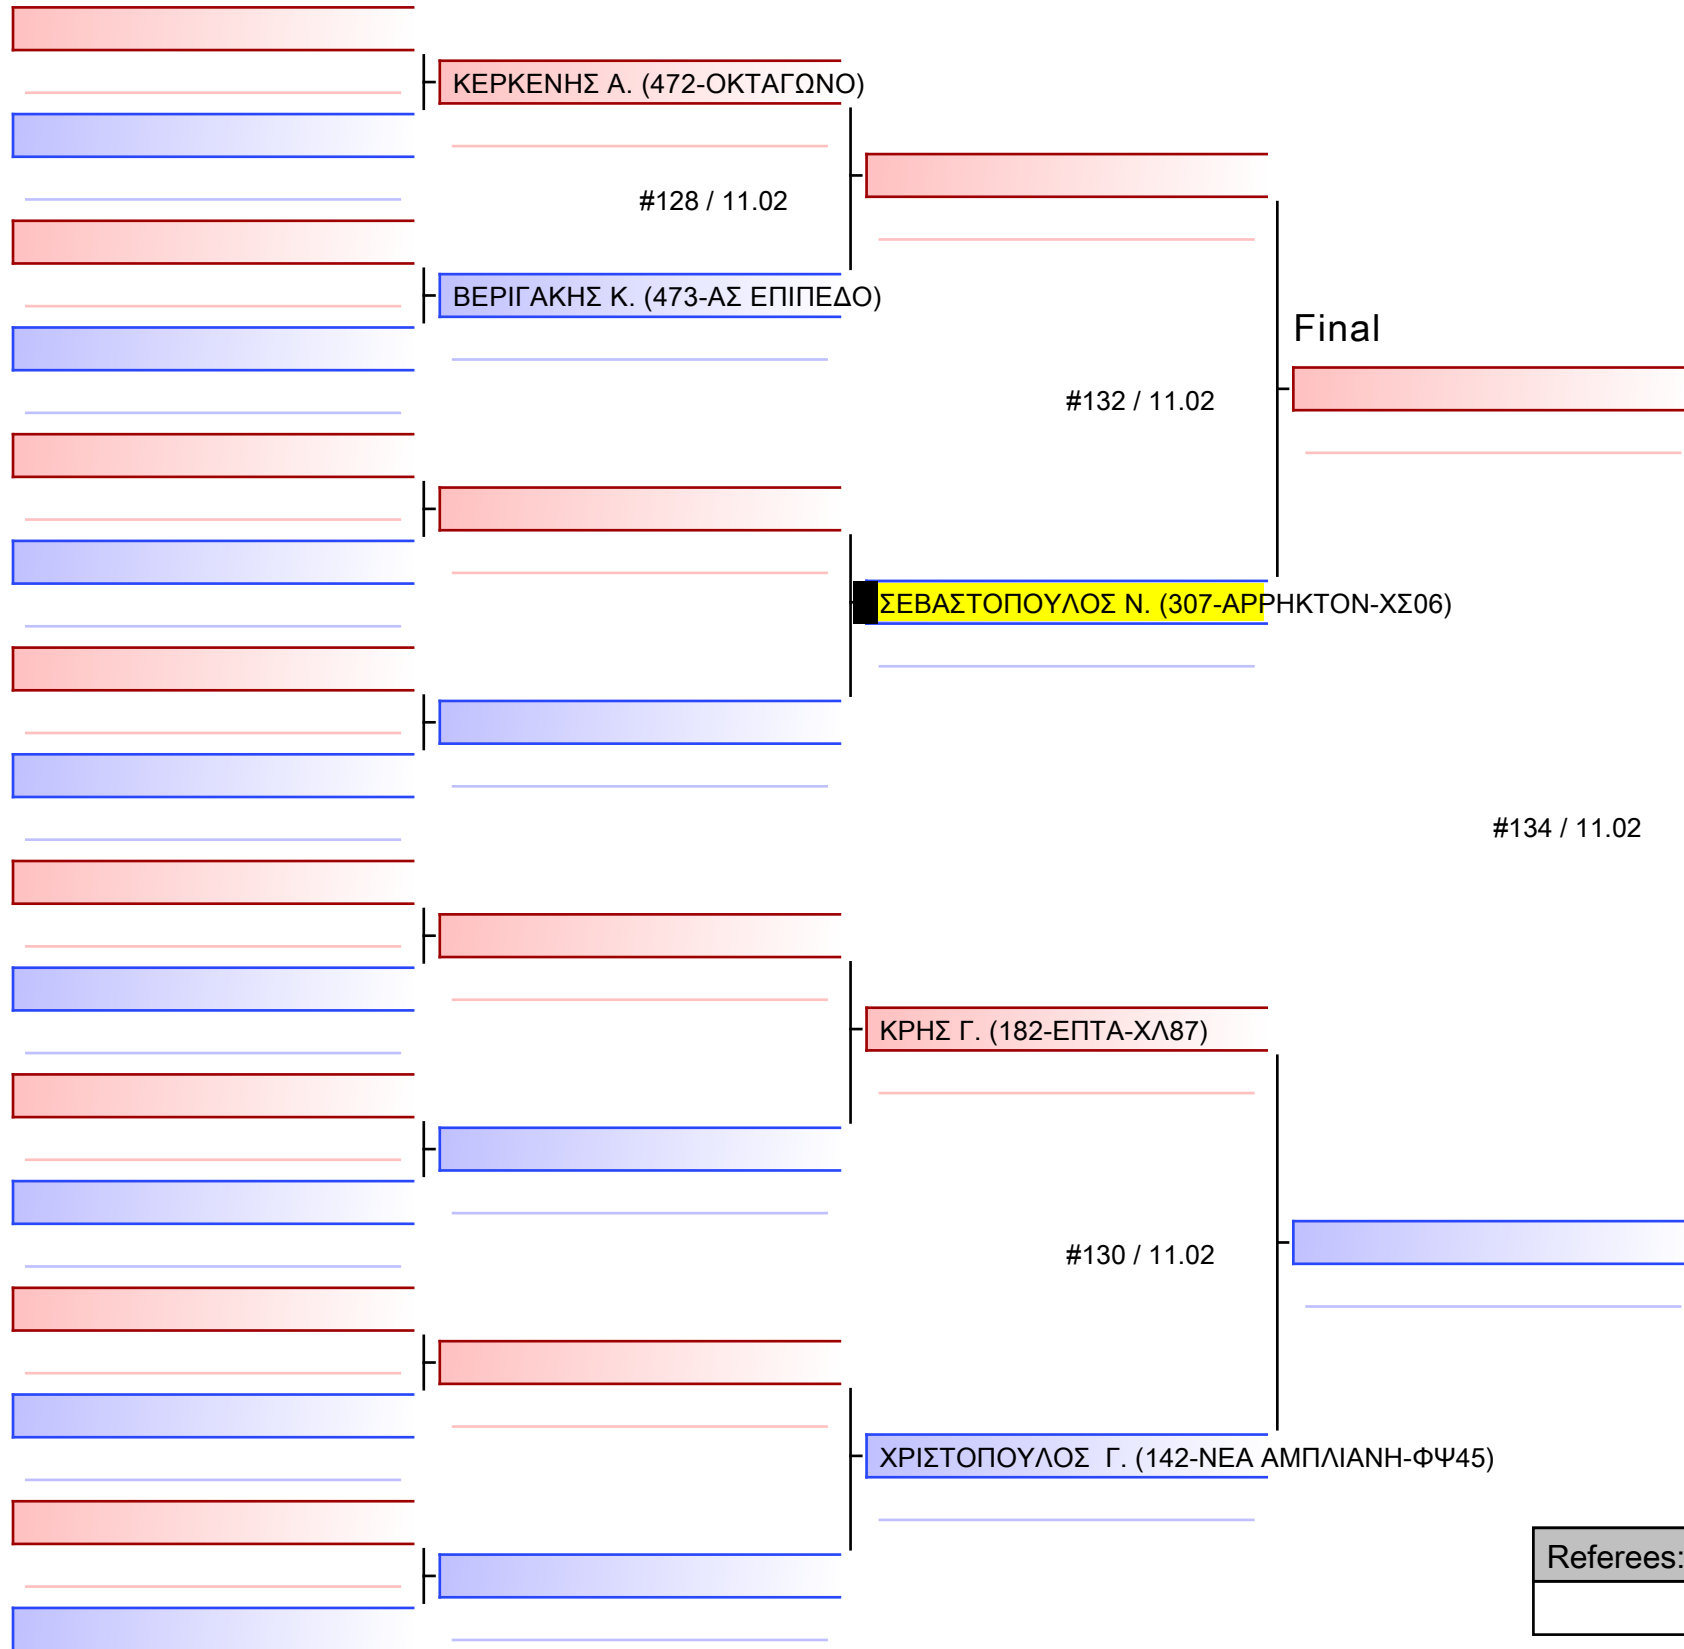 ΚΕΡΚΕΝΗΣ Α. (472-ΟΚΤΑΓΩΝΟ)
#128 / 11.02
ΒΕΡΙΓΑΚΗΣ Κ. (473-ΑΣ ΕΠΙΠΕΔΟ)
Final
#132 / 11.02
ΣΕΒΑΣΤΟΠΟΥΛΟΣ Ν. (307-ΑΡΡΗΚΤΟΝ-ΧΣ06)
#134 / 11.02
ΚΡΗΣ Γ. (182-ΕΠΤΑ-ΧΛ87)
#130 / 11.02
ΧΡΙΣΤΟΠΟΥΛΟΣ  Γ. (142-ΝΕΑ ΑΜΠΛΙΑΝΗ-ΦΨ45)
Referees: